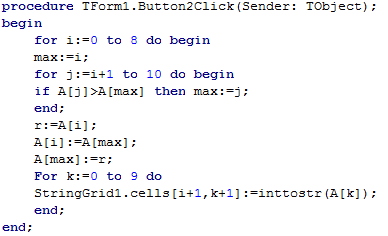 procedure TForm1.Button2Click(Sender: TObject);
begin
for i:=0 to 8 do begin
max:=i;
for j:=i+1 to 10 do begin
if A[j]>A[max] then max:=j;
end;
r:=A[i];
A[i]:=A[max];
A[max]:=r;
For k:=0 to 9 do
StringGrid1.cells[i+1,k+1]:=inttostr(A[k]);
end;
end;